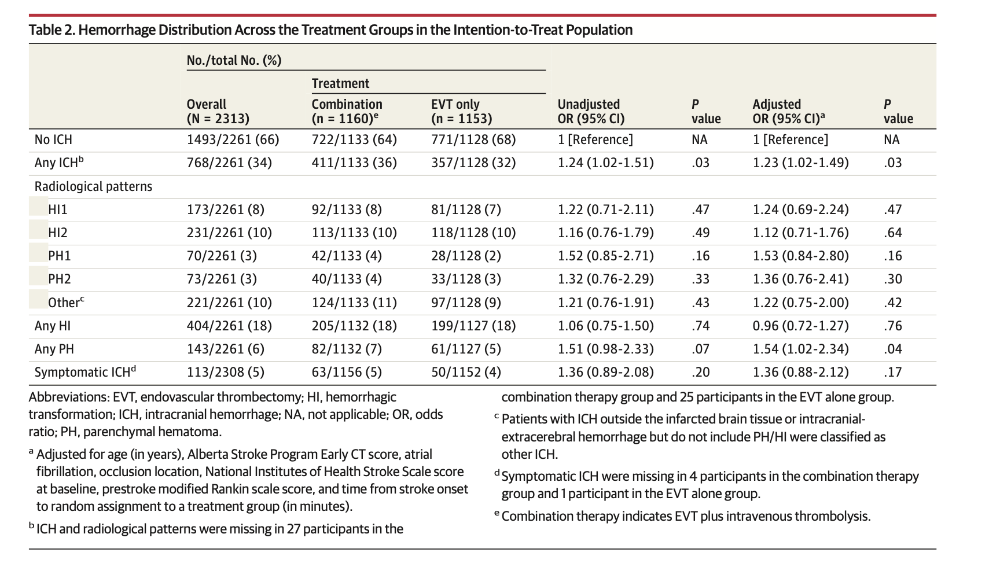 Table 2. Hemorrhage Distribution Across the Treatment Groups in the Intention-to-Treat Population
No./total No. (%)
Treatment
Overall (N = 2313) Combination (n = 1160)e EVT only (n = 1153) Unadjusted OR (95% CI) P value Adjusted OR (95% CI)a P value
No ICH 1493/2261 (66) 722/1133 (64) 771/1128 (68) 1 [Reference] NA 1 [Reference] NA
Any ICHb 768/2261 (34) 411/1133 (36) 357/1128 (32) 1.24 (1.02-1.51) .03 1.23 (1.02-1.49) .03
Radiological patterns
HI1 173/2261 (8) 92/1133 (8) 81/1128 (7) 1.22 (0.71-2.11) .47 1.24 (0.69-2.24) .47
HI2 231/2261 (10) 113/1133 (10) 118/1128 (10) 1.16 (0.76-1.79) .49 1.12 (0.71-1.76) .64
PH1 70/2261 (3) 42/1133 (4) 28/1128 (2) 1.52 (0.85-2.71) .16 1.53 (0.84-2.80) .16
PH2 73/2261 (3) 40/1133 (4) 33/1128 (3) 1.32 (0.76-2.29) .33 1.36 (0.76-2.41) .30
Otherc 221/2261 (10) 124/1133 (11) 97/1128 (9) 1.21 (0.76-1.91) .43 1.22 (0.75-2.00) .42
Any HI 404/2261 (18) 205/1132 (18) 199/1127 (18) 1.06 (0.75-1.50) .74 0.96 (0.72-1.27) .76
Any PH 143/2261 (6) 82/1132 (7) 61/1127 (5) 1.51 (0.98-2.33) .07 1.54 (1.02-2.34) .04
Symptomatic ICHd 113/2308 (5) 63/1156 (5) 50/1152 (4) 1.36 (0.89-2.08) .20 1.36 (0.88-2.12) .17
Abbreviations: EVT, endovascular thrombectomy; HI, hemorrhagic
transformation; ICH, intracranial hemorrhage; NA, not applicable; OR, odds
ratio; PH, parenchymal hematoma.
a Adjusted for age (in years), Alberta Stroke Program Early CT score, atrial
fibrillation, occlusion location, National Institutes of Health Stroke Scale score
at baseline, prestroke modified Rankin scale score, and time from stroke onset
to random assignment to a treatment group (in minutes).
b ICH and radiological patterns were missing in 27 participants in the
combination therapy group and 25 participants in the EVT alone group.
c Patients with ICH outside the infarcted brain tissue or intracranial-
extracerebral hemorrhage but do not include PH/HI were classified as
other ICH.
d Symptomatic ICH were missing in 4 participants in the combination therapy
group and 1 participant in the EVT alone group.
e Combination therapy indicates EVT plus intravenous thrombolysis.